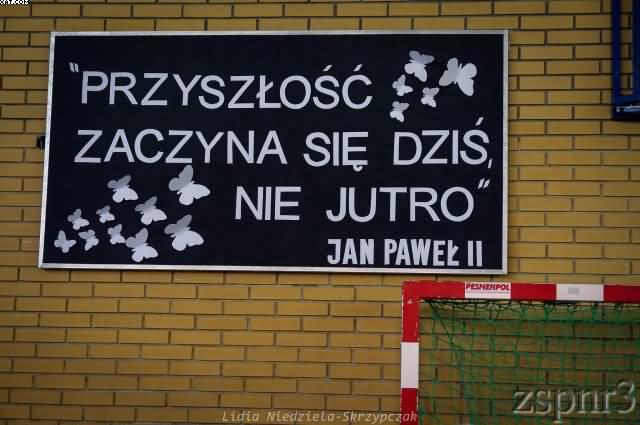 "PRZYSZŁOŚĆ
ZACZYNA SIĘ DZIŚ,
NIE JUTRO"
JAN PAWEŁ II
PESMENPOL
zspnr3
Lidia Niedziela-Skrzypczak